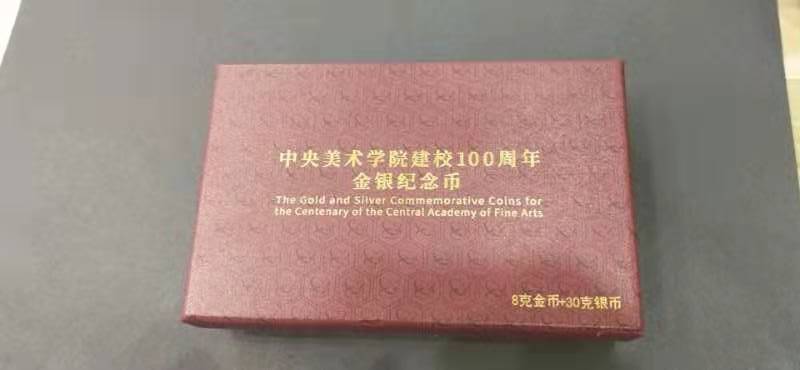 中央美术学院建校100周年
金银纪念币
The Gold and Silver Commemorative Coins for
the Centenary of the Central Academy of Fine Arts
8克金币+30克银币